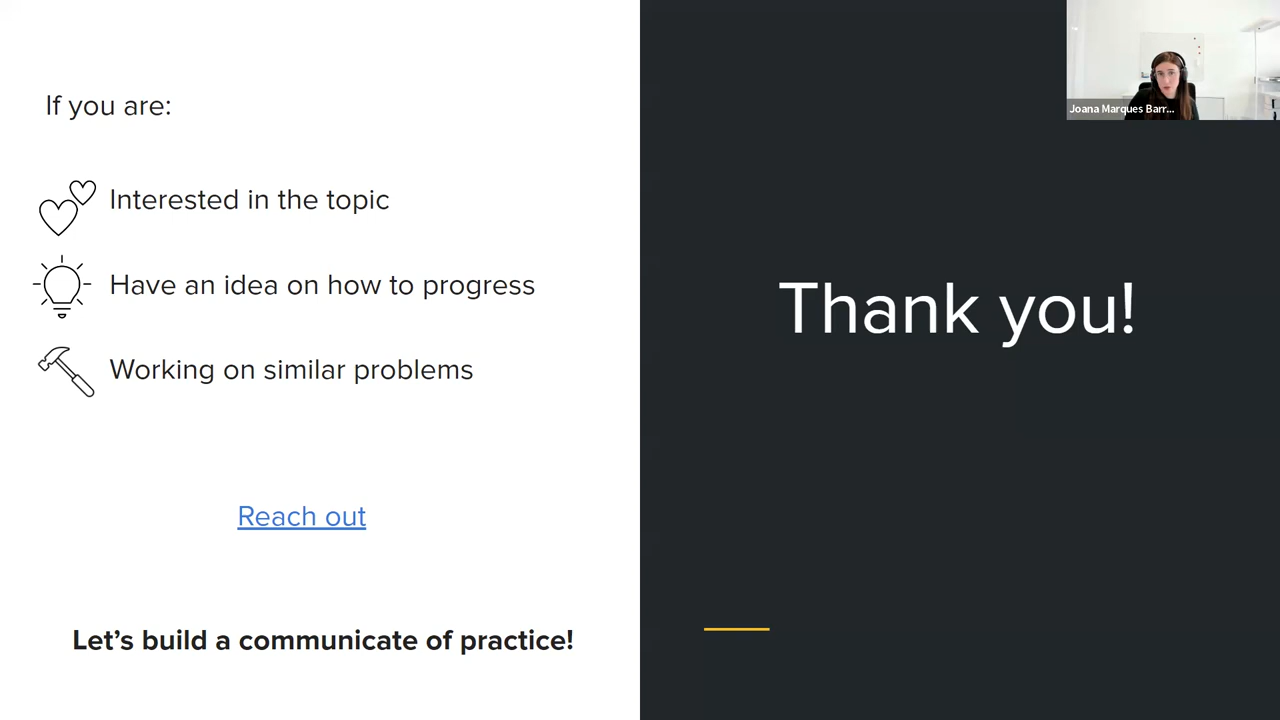 If you are:
Interested in the topic
Have an idea on how to progress
Working on similar problems
Reach out
Let's build a communicate of practice!
Thank you!
Joana Marques Barr...